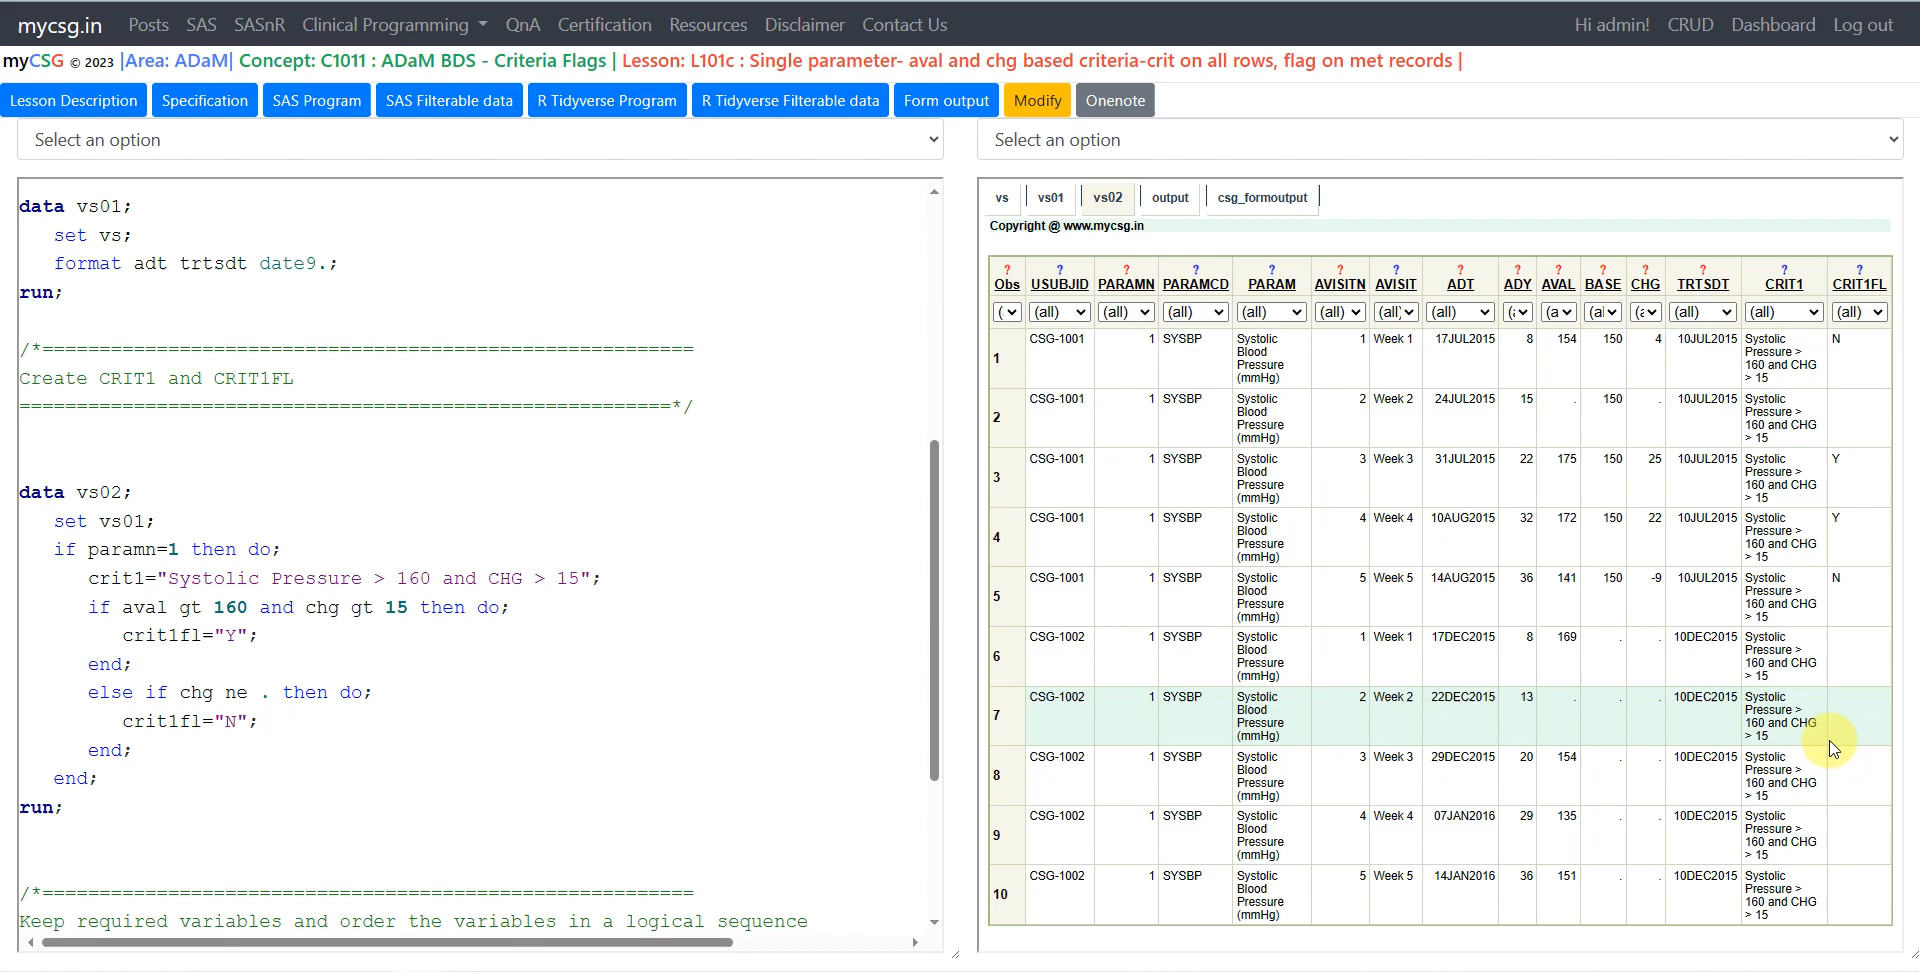 mycsg.in Posts SAS SASnR Clinical Programming QnA Certification Resources Disclaimer Contact Us Hi admin! CRUD Dashboard Log out
myCSG © 2023 |Area: ADaM| Concept: C1011 : ADaM BDS - Criteria Flags | Lesson: L101c : Single parameter- aval and chg based criteria-crit on all rows, flag on met records |
Lesson Description Specification SAS Program SAS Filterable data R Tidyverse Program R Tidyverse Filterable data Form output Modify Onenote
Select an option
data vs01;
set vs;
format adt trtsdt date9.;
run;
/*=========================================================
Create CRIT1 and CRIT1FL
=========================================================*/
data vs02;
set vs01;
if paramn=1 then do;
crit1="Systolic Pressure > 160 and CHG > 15";
if aval gt 160 and chg gt 15 then do;
crit1fl="Y";
end;
else if chg ne . then do;
crit1fl="N";
end;
end;
run;
/*=========================================================
Keep required variables and order the variables in a logical sequence
Select an option
vs vs01 vs02 output csg_formoutput
Copyright @ www.mycsg.in
? ? ? ? ? ? ? ? ? ? ? ? ? ? ?
Obs USUBJID PARAMN PARAMCD PARAM AVISITN AVISIT ADT ADY AVAL BASE CHG TRTSDT CRIT1 CRIT1FL
( (all) (all) (all) (all) (all) (all) (all) (a (a (al (a (all) (all) (all)
1 CSG-1001 1 SYSBP Systolic Blood Pressure (mmHg) 1 Week 1 17JUL2015 8 154 150 4 10JUL2015 Systolic Pressure > 160 and CHG > 15 N
2 CSG-1001 1 SYSBP Systolic Blood Pressure (mmHg) 2 Week 2 24JUL2015 15 . 150 . 10JUL2015 Systolic Pressure > 160 and CHG > 15
3 CSG-1001 1 SYSBP Systolic Blood Pressure (mmHg) 3 Week 3 31JUL2015 22 175 150 25 10JUL2015 Systolic Pressure > 160 and CHG > 15 Y
4 CSG-1001 1 SYSBP Systolic Blood Pressure (mmHg) 4 Week 4 10AUG2015 32 172 150 22 10JUL2015 Systolic Pressure > 160 and CHG > 15 Y
5 CSG-1001 1 SYSBP Systolic Blood Pressure (mmHg) 5 Week 5 14AUG2015 36 141 150 -9 10JUL2015 Systolic Pressure > 160 and CHG > 15 N
6 CSG-1002 1 SYSBP Systolic Blood Pressure (mmHg) 1 Week 1 17DEC2015 8 169 . . 10DEC2015 Systolic Pressure > 160 and CHG > 15
7 CSG-1002 1 SYSBP Systolic Blood Pressure (mmHg) 2 Week 2 22DEC2015 13 . . . 10DEC2015 Systolic Pressure > 160 and CHG > 15
8 CSG-1002 1 SYSBP Systolic Blood Pressure (mmHg) 3 Week 3 29DEC2015 20 154 . . 10DEC2015 Systolic Pressure > 160 and CHG > 15
9 CSG-1002 1 SYSBP Systolic Blood Pressure (mmHg) 4 Week 4 07JAN2016 29 135 . . 10DEC2015 Systolic Pressure > 160 and CHG > 15
10 CSG-1002 1 SYSBP Systolic Blood Pressure (mmHg) 5 Week 5 14JAN2016 36 151 . . 10DEC2015 Systolic Pressure > 160 and CHG > 15